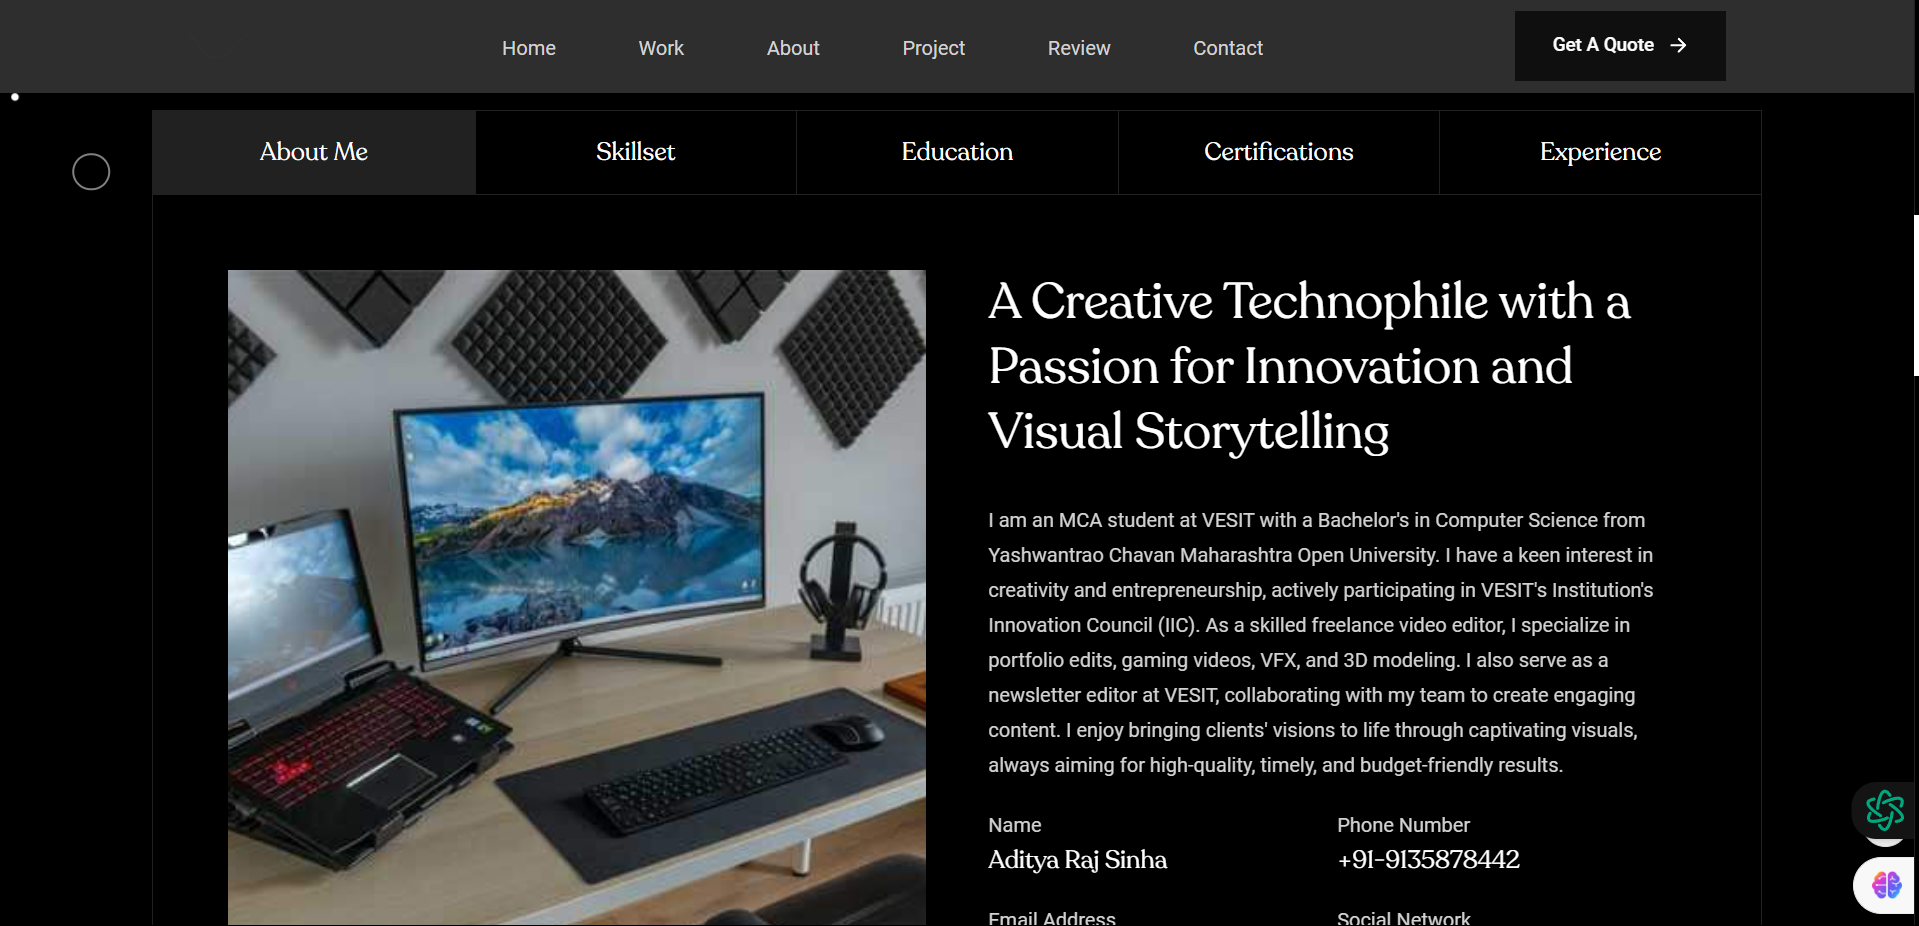 Home Work About Project Review Contact Get A Quote →
About Me Skillset Education Certifications Experience
A Creative Technophile with a
Passion for Innovation and
Visual Storytelling
I am an MCA student at VESIT with a Bachelor's in Computer Science from
Yashwantrao Chavan Maharashtra Open University. I have a keen interest in
creativity and entrepreneurship, actively participating in VESIT's Institution's
Innovation Council (IIC). As a skilled freelance video editor, I specialize in
portfolio edits, gaming videos, VFX, and 3D modeling. I also serve as a
newsletter editor at VESIT, collaborating with my team to create engaging
content. I enjoy bringing clients' visions to life through captivating visuals,
always aiming for high-quality, timely, and budget-friendly results.
Name Phone Number
Aditya Raj Sinha +91-9135878442
Email Address Social Network